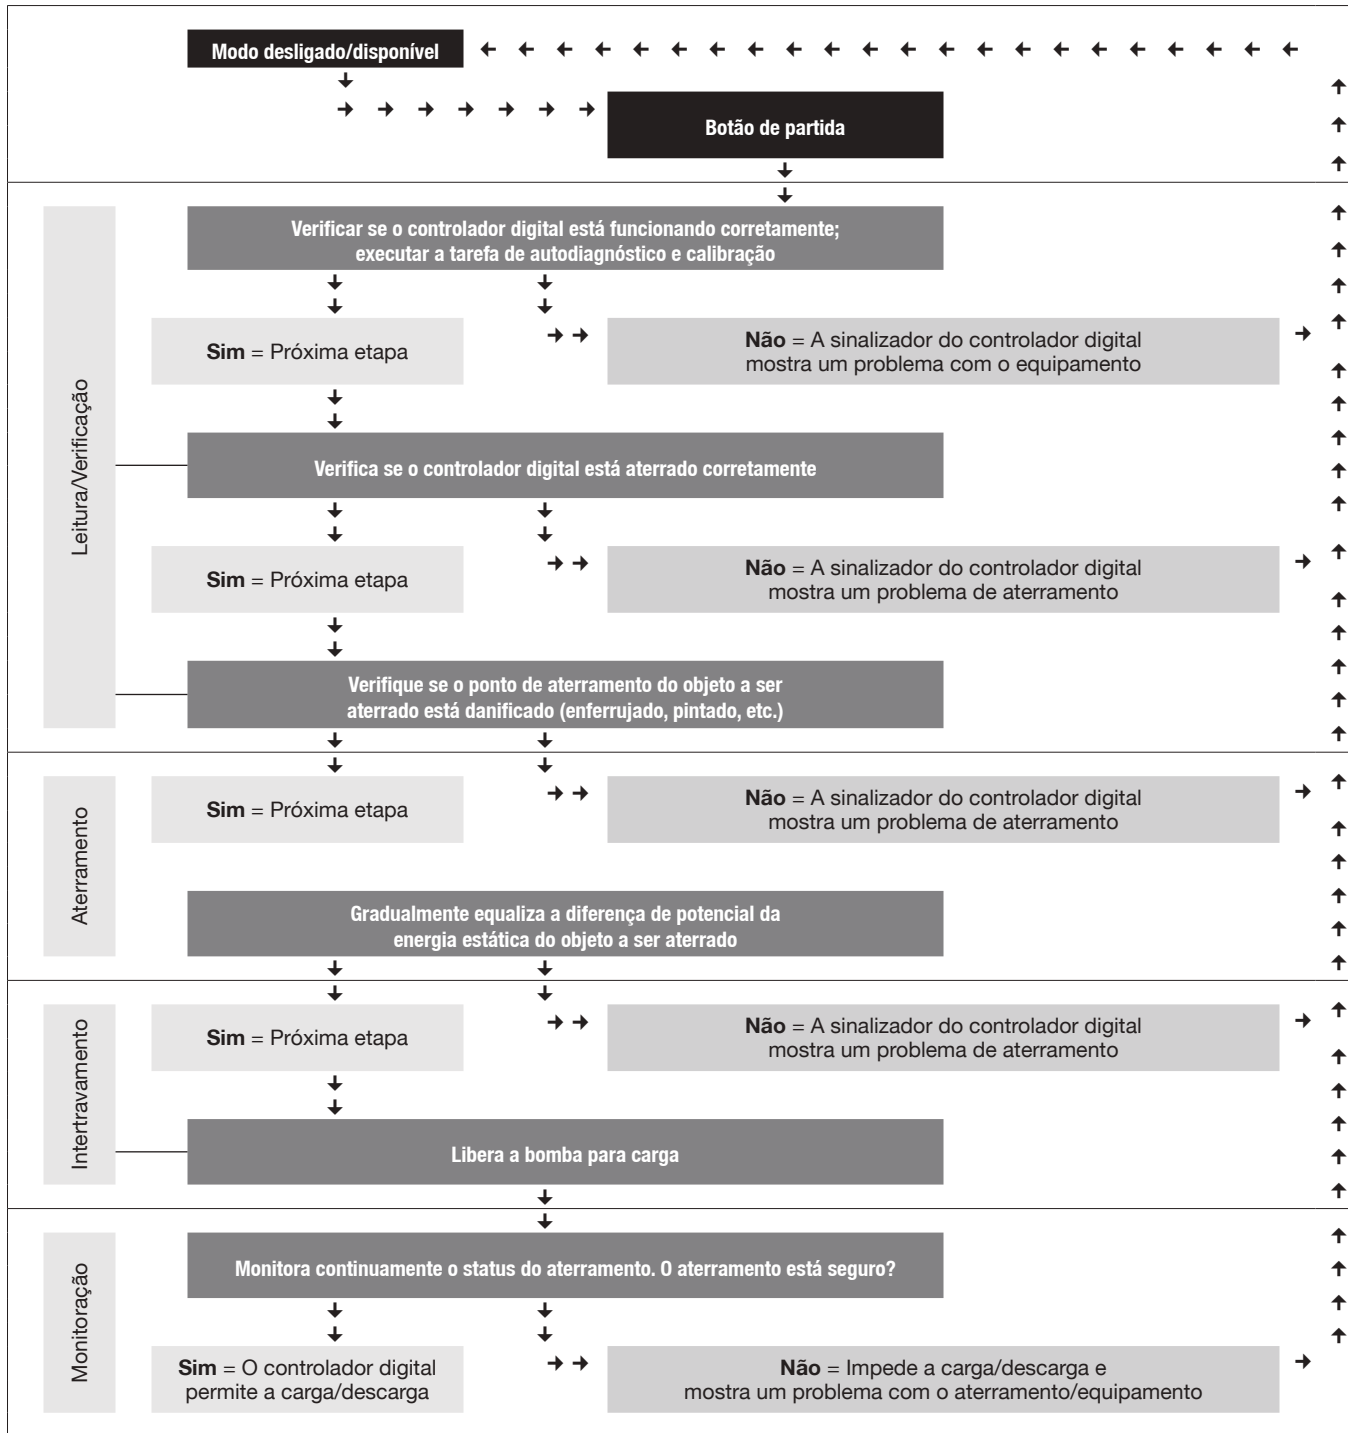 Modo desligado/disponível
Botão de partida
Leitura/Verificação
Verificar se o controlador digital está funcionando corretamente;
executar a tarefa de autodiagnóstico e calibração
Sim = Próxima etapa
Não = A sinalizador do controlador digital
mostra um problema com o equipamento
Verifica se o controlador digital está aterrado corretamente
Sim = Próxima etapa
Não = A sinalizador do controlador digital
mostra um problema de aterramento
Verifique se o ponto de aterramento do objeto a ser
aterrado está danificado (enferrujado, pintado, etc.)
Aterramento
Sim = Próxima etapa
Não = A sinalizador do controlador digital
mostra um problema de aterramento
Gradualmente equaliza a diferença de potencial da
energia estática do objeto a ser aterrado
Intertravamento
Sim = Próxima etapa
Não = A sinalizador do controlador digital
mostra um problema de aterramento
Libera a bomba para carga
Monitoração
Monitora continuamente o status do aterramento. O aterramento está seguro?
Sim = O controlador digital
permite a carga/descarga
Não = Impede a carga/descarga e
mostra um problema com o aterramento/equipamento